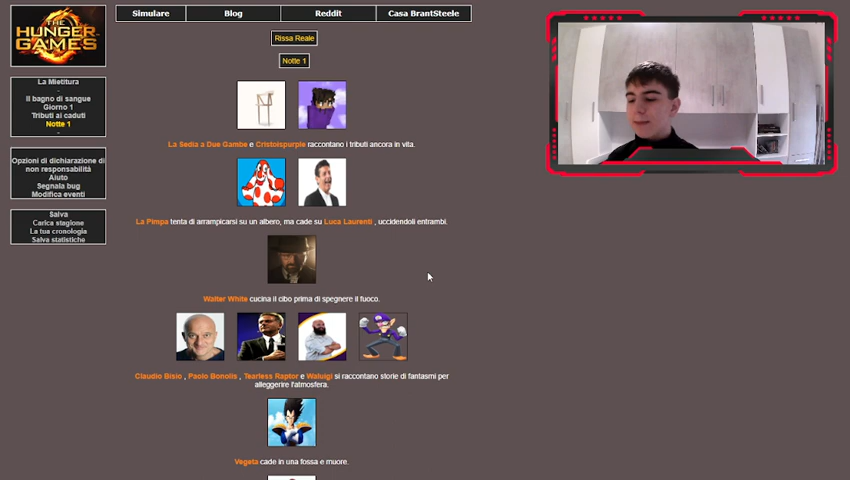 THE
HUNGER
GAMES
Simulare
Blog
Reddit
Casa BrantSteele
Rissa Reale
Notte 1
La Mietitura
-
Il bagno di sangue
Giorno 1
Tributi ai caduti
Notte 1
-
Opzioni di dichiarazione di
non responsabilità
Aiuto
Segnala bug
Modifica eventi
Salva
Carica stagione
La tua cronologia
Salva statistiche
La Sedia a Due Gambe e Cristoispurple raccontano i tributi ancora in vita.
La Pimpa tenta di arrampicarsi su un albero, ma cade su Luca Laurenti , uccidendoli entrambi.
Walter White cucina il cibo prima di spegnere il fuoco.
Claudio Bisio , Paolo Bonolis , Tearless Raptor e Waluigi si raccontano storie di fantasmi per
alleggerire l'atmosfera.
Vegeta cade in una fossa e muore.